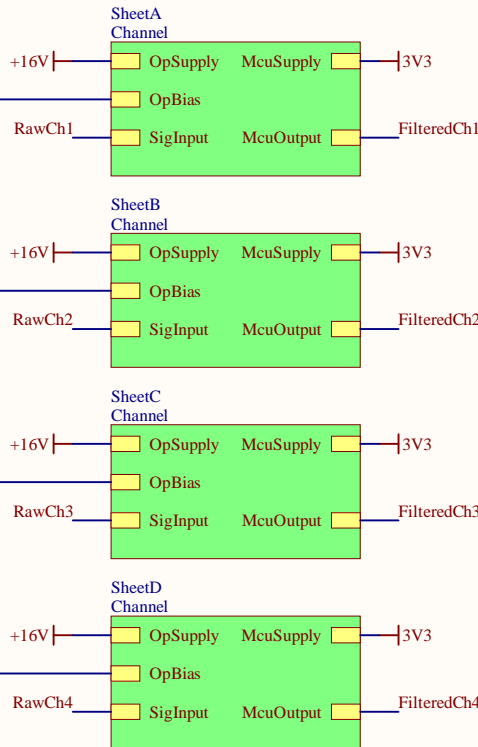 SheetA
Channel
+16V OpSupply McuSupply 3V3
OpBias
RawCh1 SigInput McuOutput FilteredCh1
SheetB
Channel
+16V OpSupply McuSupply 3V3
OpBias
RawCh2 SigInput McuOutput FilteredCh2
SheetC
Channel
+16V OpSupply McuSupply 3V3
OpBias
RawCh3 SigInput McuOutput FilteredCh3
SheetD
Channel
+16V OpSupply McuSupply 3V3
OpBias
RawCh4 SigInput McuOutput FilteredCh4